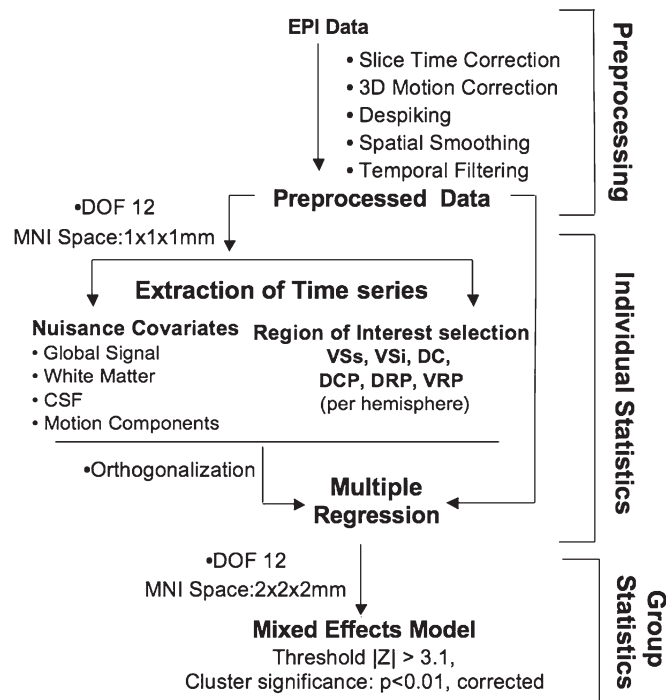 EPI Data
• Slice Time Correction
• 3D Motion Correction
• Despiking
• Spatial Smoothing
• Temporal Filtering
Preprocessing
Preprocessed Data
•DOF 12
MNI Space:1x1x1mm
Extraction of Time series
Nuisance Covariates
• Global Signal
• White Matter
• CSF
• Motion Components
Region of Interest selection
VSs, VSi, DC,
DCP, DRP, VRP
(per hemisphere)
•Orthogonalization
Multiple
Regression
Individual Statistics
•DOF 12
MNI Space:2x2x2mm
Mixed Effects Model
Threshold |Z| > 3.1,
Cluster significance: p<0.01, corrected
Group
Statistics